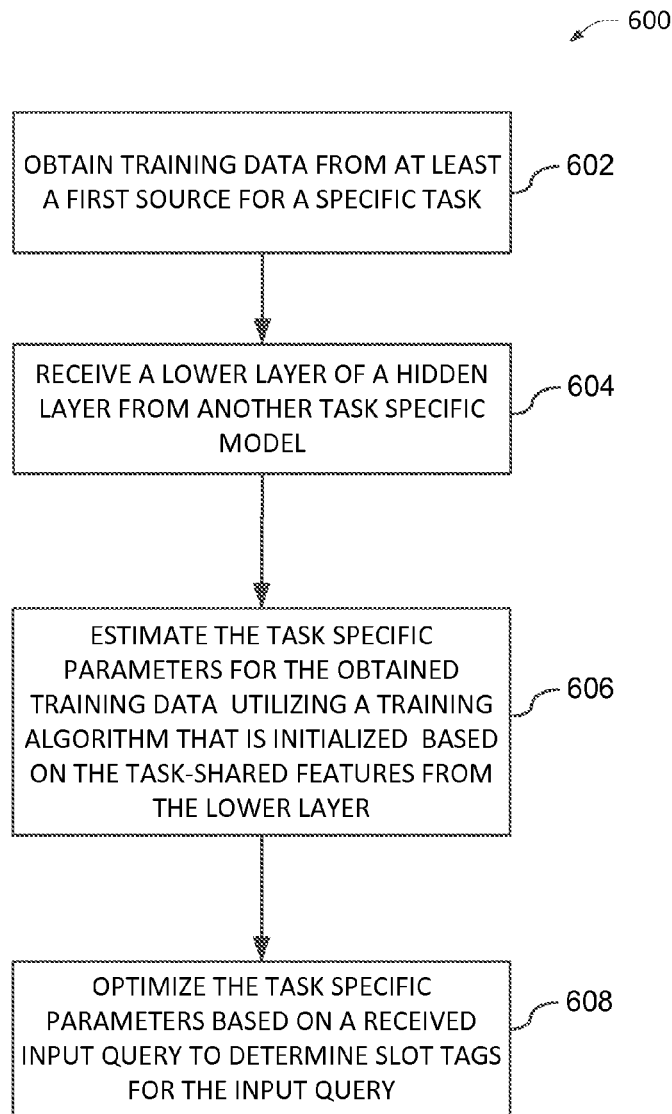 600
OBTAIN TRAINING DATA FROM AT LEAST
A FIRST SOURCE FOR A SPECIFIC TASK
602
RECEIVE A LOWER LAYER OF A HIDDEN
LAYER FROM ANOTHER TASK SPECIFIC
MODEL
604
ESTIMATE THE TASK SPECIFIC
PARAMETERS FOR THE OBTAINED
TRAINING DATA UTILIZING A TRAINING
ALGORITHM THAT IS INITIALIZED BASED
ON THE TASK-SHARED FEATURES FROM
THE LOWER LAYER
606
OPTIMIZE THE TASK SPECIFIC
PARAMETERS BASED ON A RECEIVED
INPUT QUERY TO DETERMINE SLOT TAGS
FOR THE INPUT QUERY
608